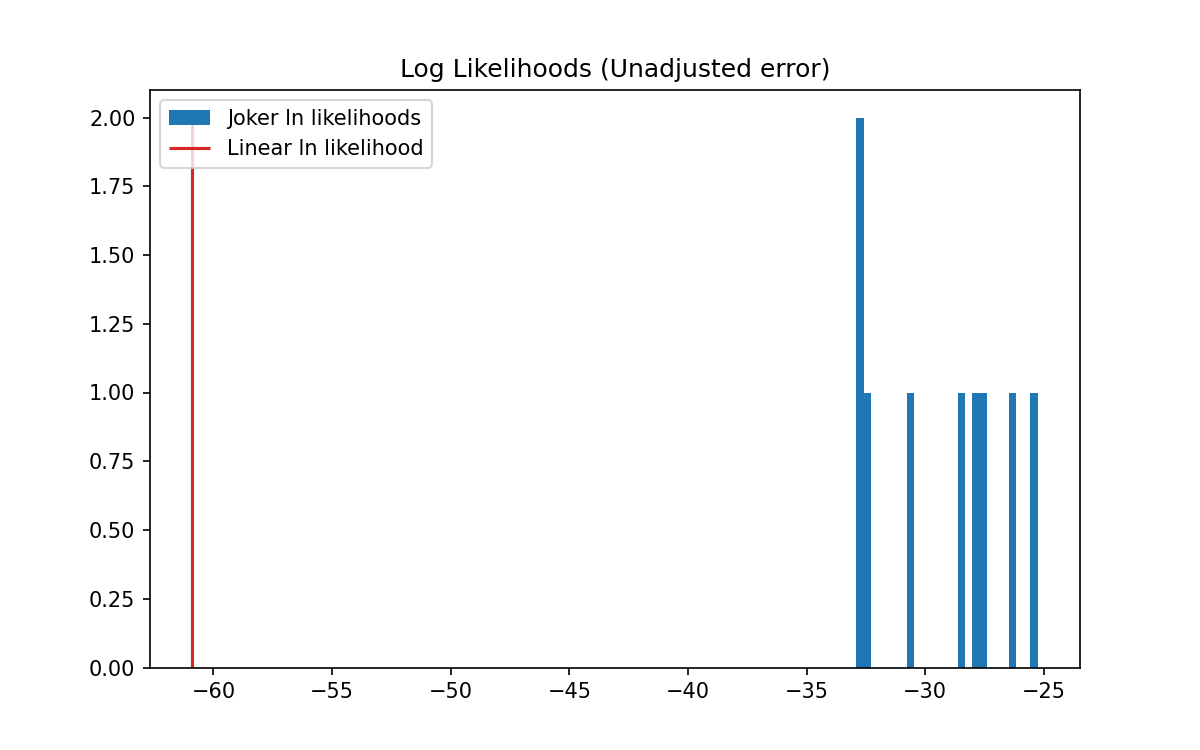 Log Likelihoods (Unadjusted error)
Joker ln likelihoods
Linear ln likelihood
2.00
1.75
1.50
1.25
1.00
0.75
0.50
0.25
0.00
−60 −55 −50 −45 −40 −35 −30 −25